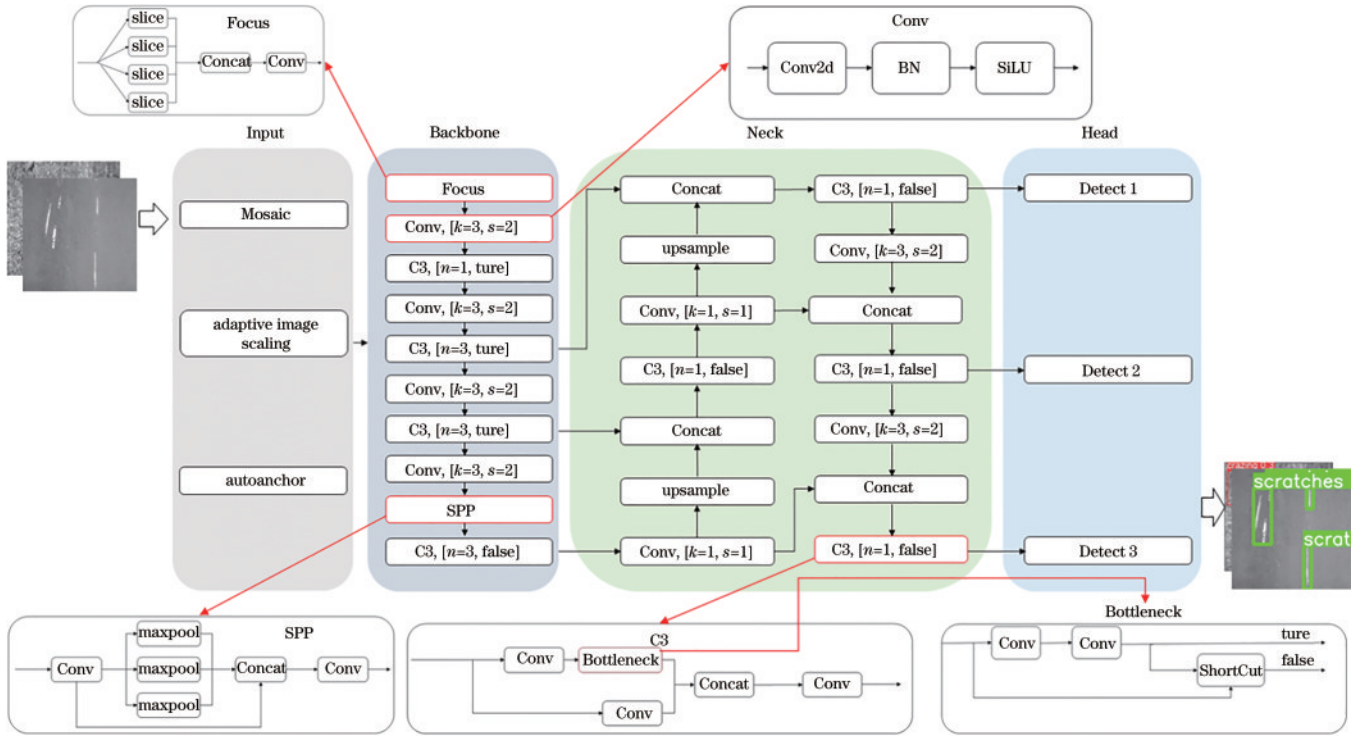 Focus
slice
slice
slice
slice
Concat
Conv
Conv
Conv2d
BN
SiLU
Input
Backbone
Neck
Head
Mosaic
adaptive image
scaling
autoanchor
Focus
Conv, [k=3, s=2]
C3, [n=1, ture]
Conv, [k=3, s=2]
C3, [n=3, ture]
Conv, [k=3, s=2]
C3, [n=3, ture]
Conv, [k=3, s=2]
SPP
C3, [n=3, false]
Concat
upsample
Conv, [k=1, s=1]
C3, [n=1, false]
Concat
upsample
Conv, [k=1, s=1]
C3, [n=1, false]
Conv, [k=3, s=2]
Concat
C3, [n=1, false]
Conv, [k=3, s=2]
Concat
C3, [n=1, false]
Detect 1
Detect 2
Detect 3
scratches
scrat
SPP
Conv
maxpool
maxpool
maxpool
Concat
Conv
C3
Conv
Bottleneck
Conv
Concat
Conv
Bottleneck
Conv
Conv
ShortCut
ture
false